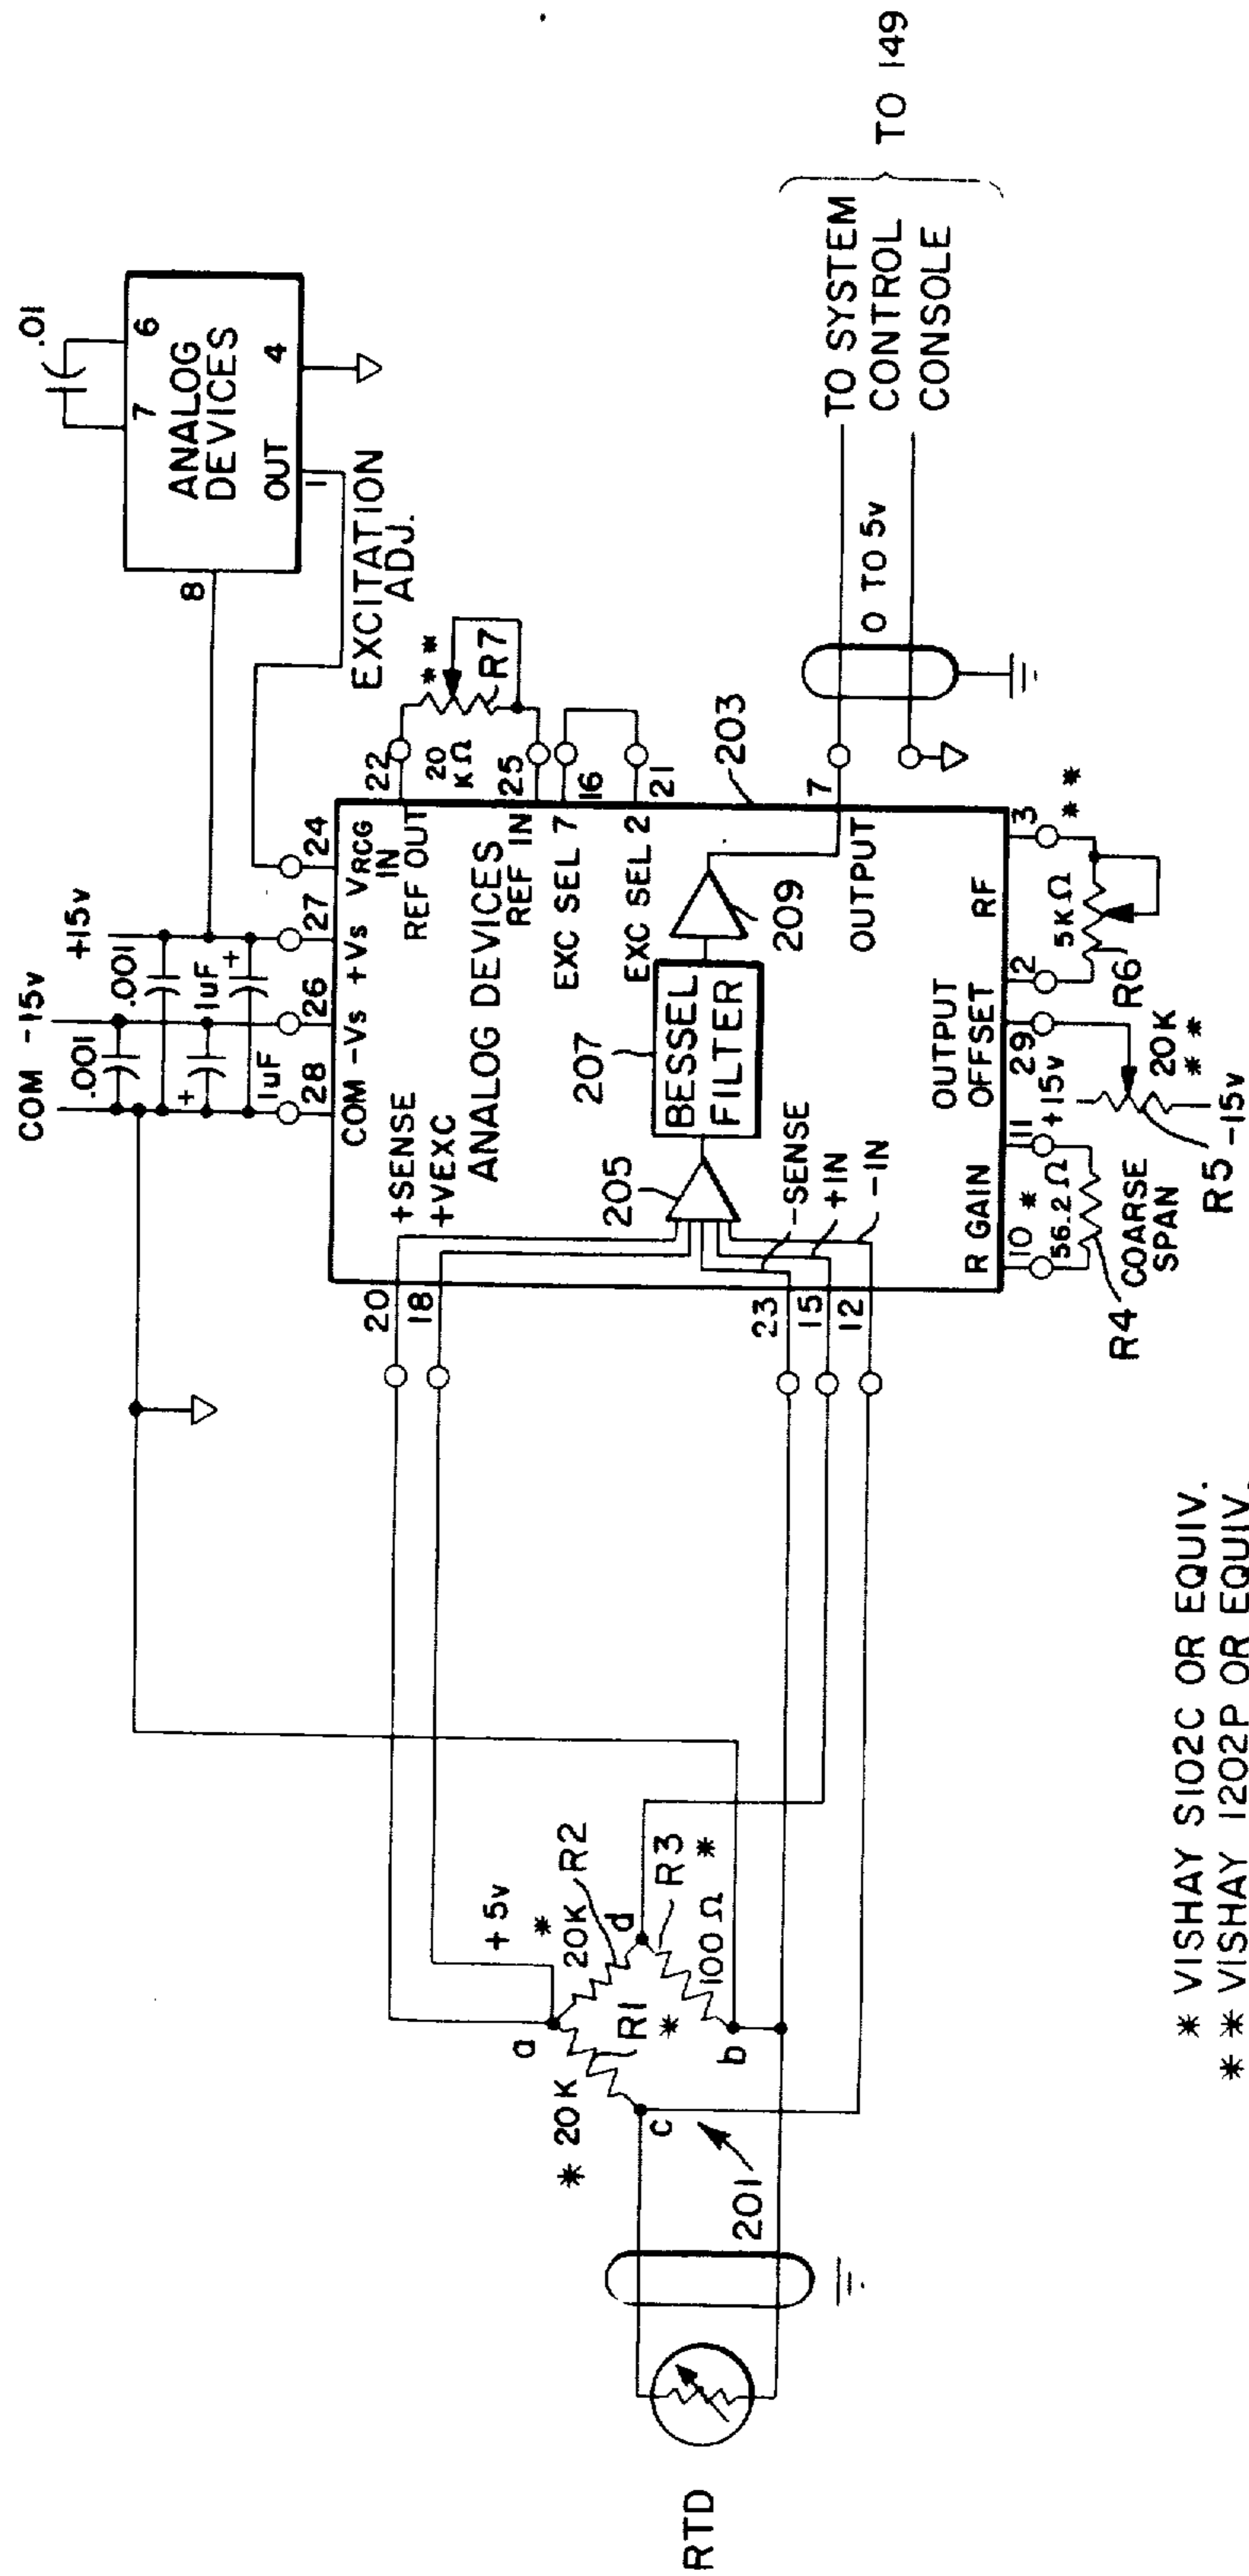 RTD
201
a
b
c
d
* 20K
R1
*
+5v
*
20K
R2
R3
*
100Ω
COM -15v
+15v
.001
.001
1uF
1uF
+
+
28
26
27
24
COM -Vs +Vs VRCG
IN
.01
7
6
ANALOG
DEVICES
8
OUT
4
1
EXCITATION
ADJ.
20
18
+SENSE
+VEXC
ANALOG DEVICES
REF OUT
REF IN
EXC SEL 7
EXC SEL 2
22
20
KΩ
25
16
21
* *
R7
203
205
207
BESSEL
FILTER
209
23
15
12
-SENSE
+IN
-IN
OUTPUT
7
0 TO 5v
TO SYSTEM
CONTROL
CONSOLE
TO 149
R GAIN
OUTPUT
OFFSET
RF
10
*
11
29
2
3
56.2Ω
R4
COARSE
SPAN
+15v
20K
* *
R5
-15v
5KΩ
R6
* *
* VISHAY S102C OR EQUIV.
* * VISHAY 1202P OR EQUIV.